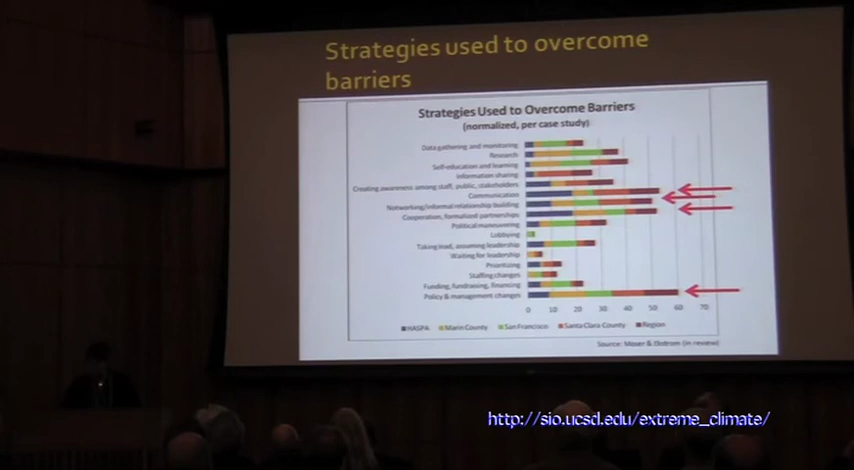 Strategies used to overcome
barriers
Strategies Used to Overcome Barriers
(normalized, per case study)
Data gathering and monitoring
Research
Self-education and learning
Information sharing
Creating awareness among staff, public, stakeholders
Communication
Networking/informal relationship building
Cooperation, formalized partnerships
Political maneuvering
Lobbying
Taking lead, assuming leadership
Waiting for leadership
Prioritizing
Staffing changes
Funding, fundraising, financing
Policy & management changes
0 10 20 30 40 50 60 70
HASPA Marin County San Francisco Santa Clara County Region
Source: Moser & Ekstrom (in review)
http://sio.ucsd.edu/extreme_climate/